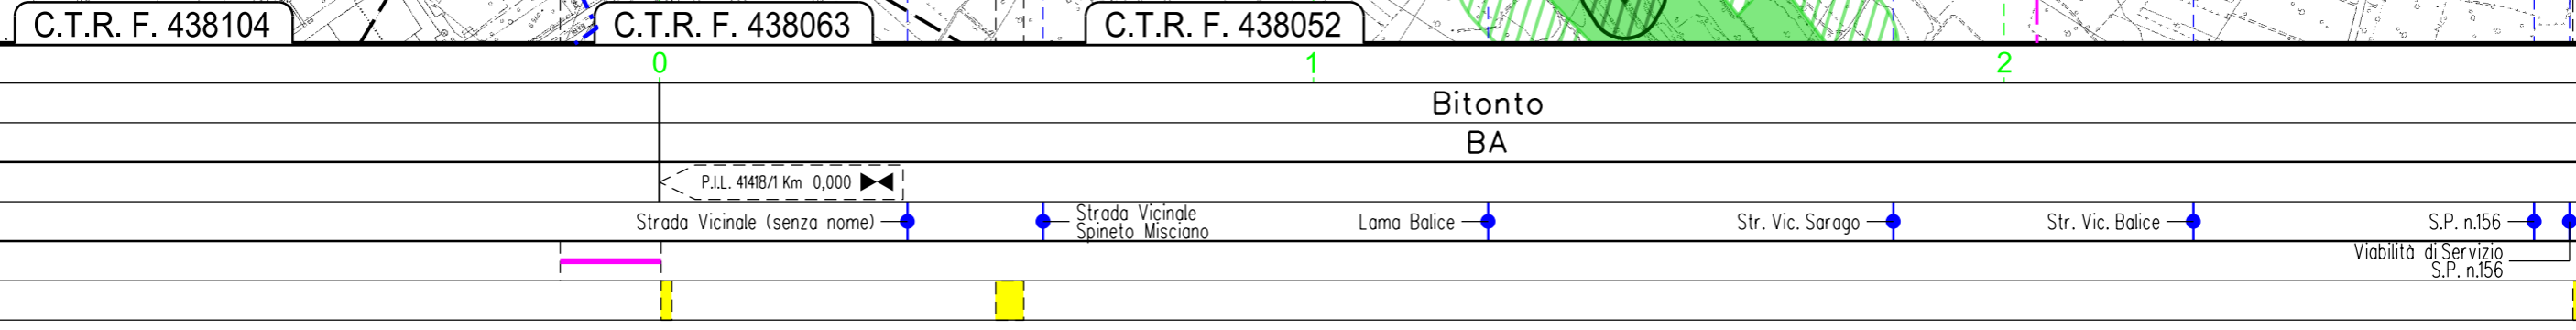 C.T.R. F. 438104
C.T.R. F. 438063
C.T.R. F. 438052
0
1
2
Bitonto
BA
P.I.L. 41418/1 Km 0,000
Strada Vicinale (senza nome)
Strada Vicinale
Spineto Misciano
Lama Balice
Str. Vic. Sarago
Str. Vic. Balice
S.P. n.156
Viabilità di Servizio
S.P. n.156